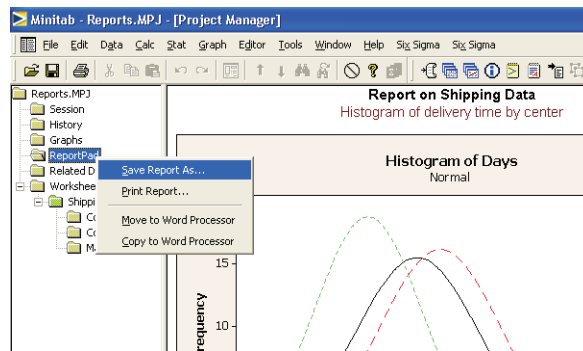 Minitab - Reports.MPJ - [Project Manager]
File Edit Data Calc Stat Graph Editor Tools Window Help Six Sigma Six Sigma
Reports.MPJ
Session
History
Graphs
ReportPad
Related D
Workshee
Shippi
Co
Co
M
Save Report As...
Print Report...
Move to Word Processor
Copy to Word Processor
Report on Shipping Data
Histogram of delivery time by center
Histogram of Days
Normal
15
10
requency